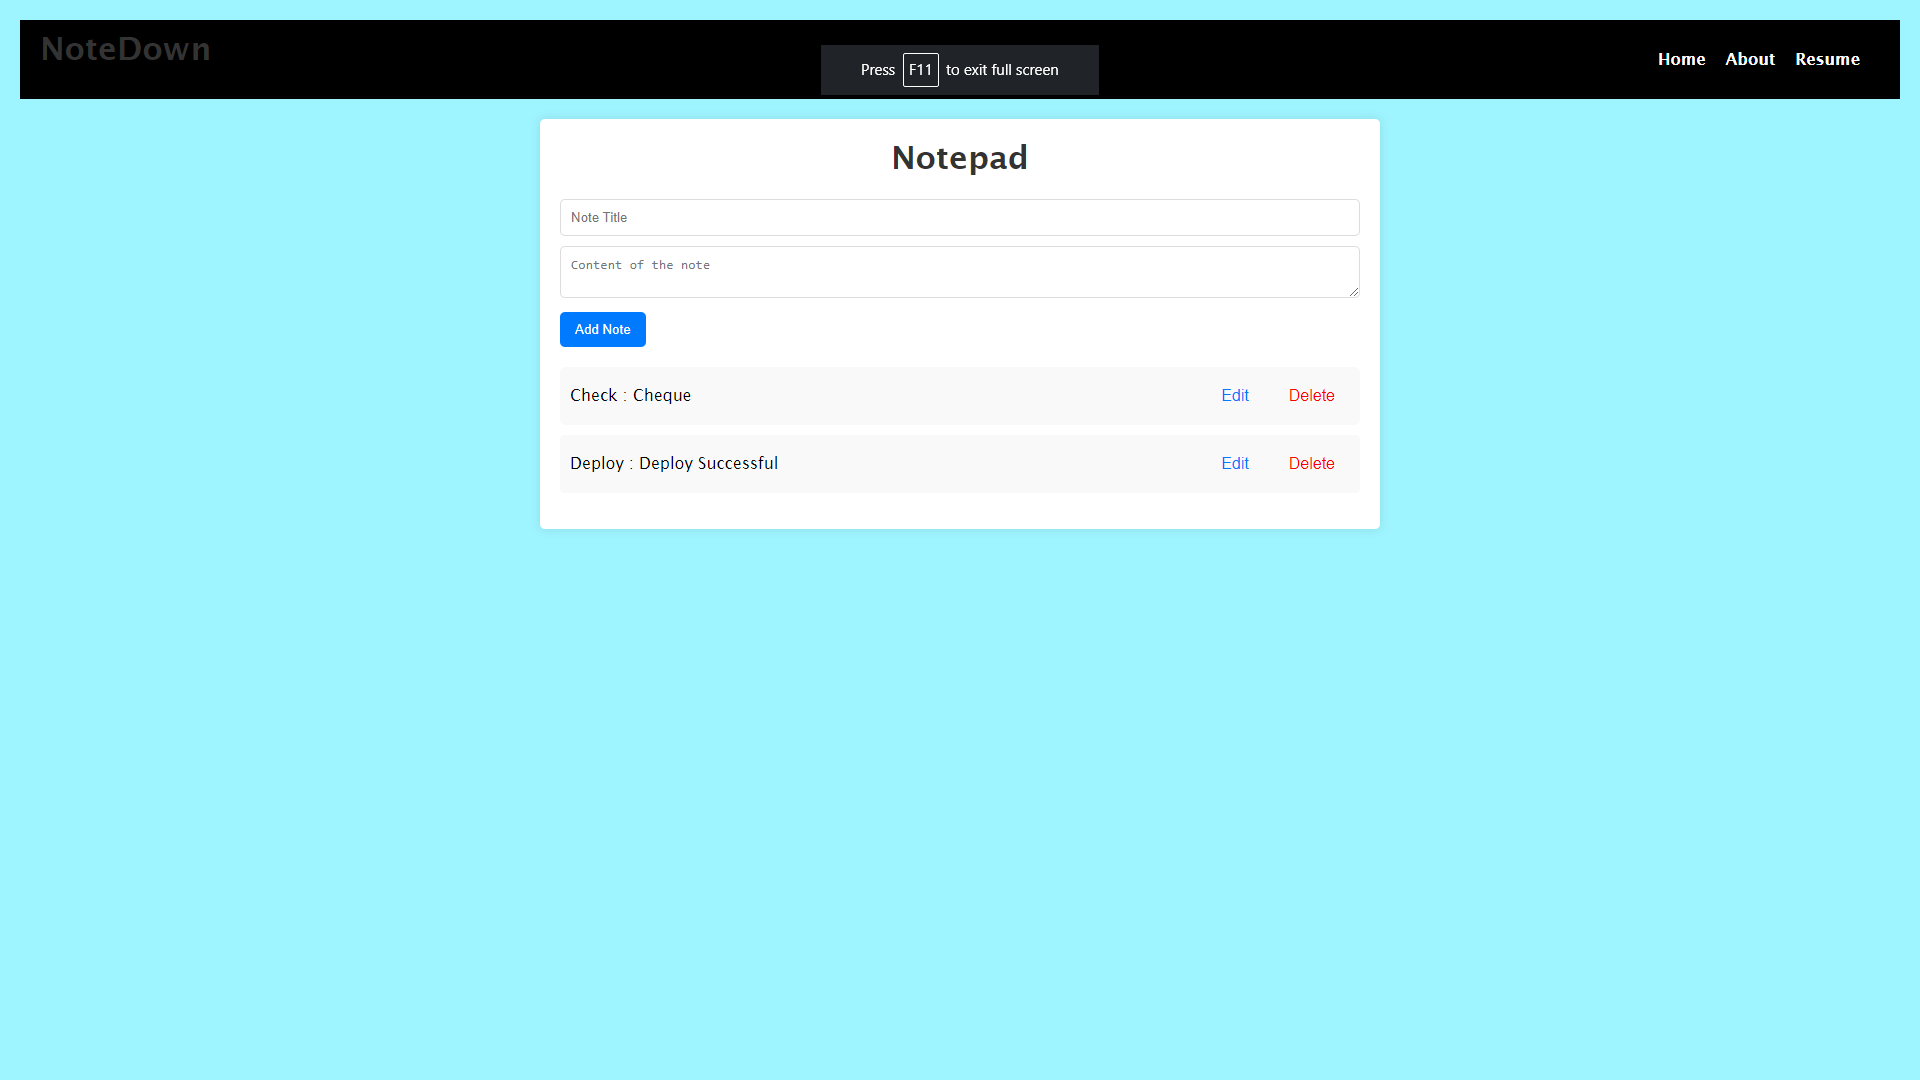 NoteDown
Press F11 to exit full screen
Home About Resume
Notepad
Note Title
Content of the note
Add Note
Check : Cheque Edit Delete
Deploy : Deploy Successful Edit Delete